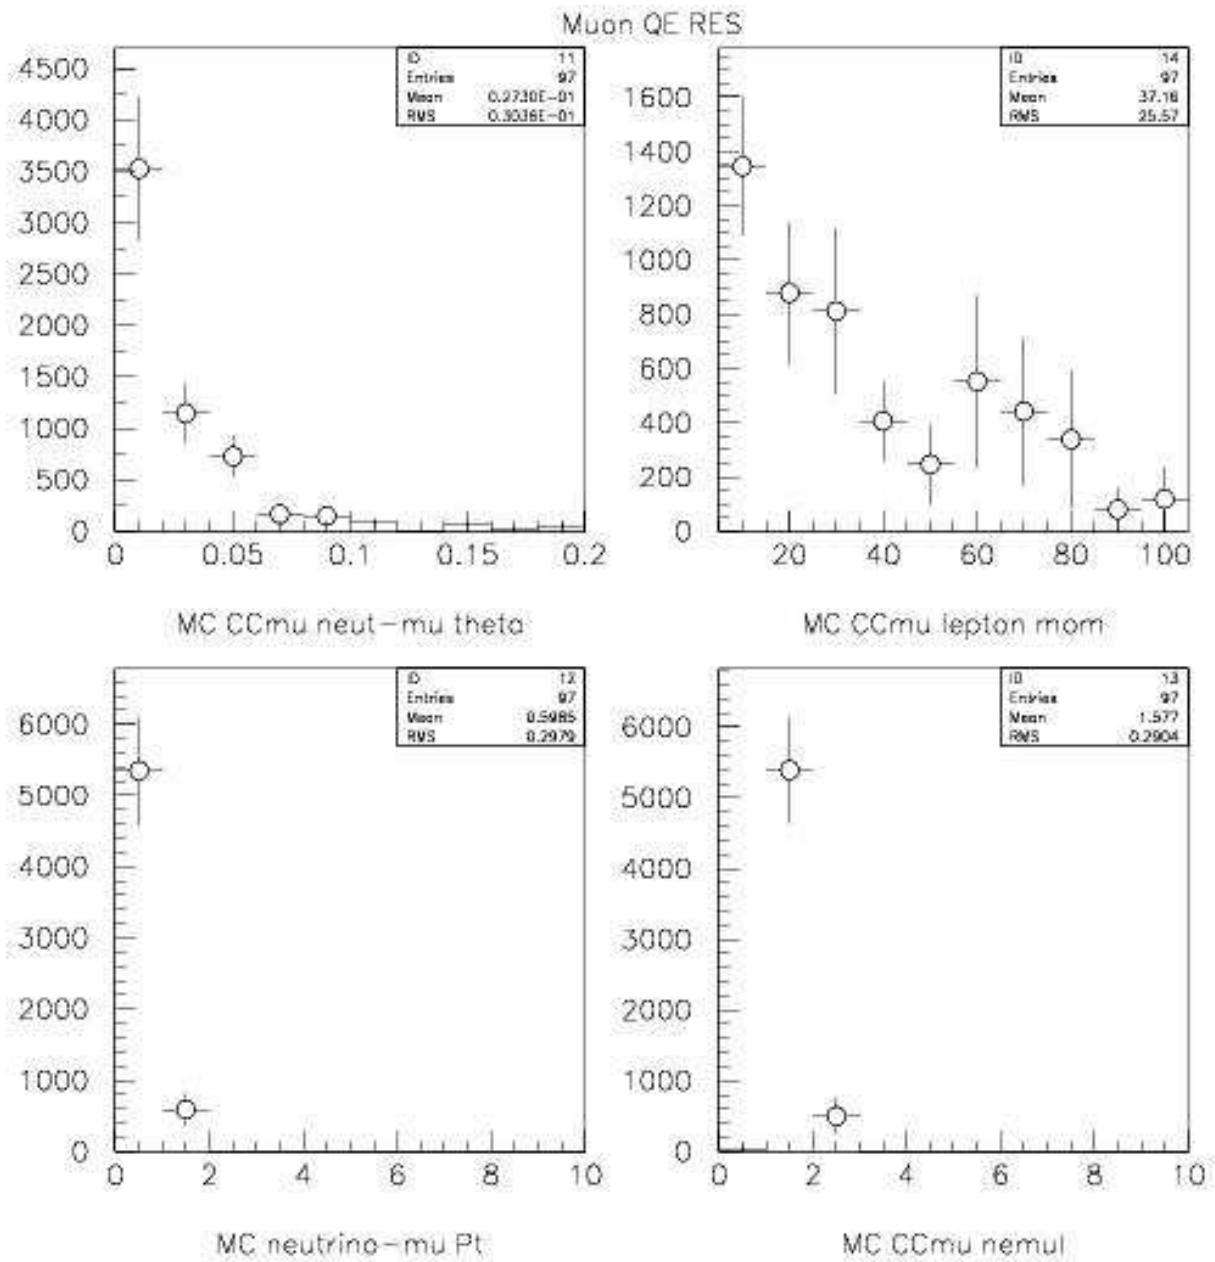 Muon QE RES
ID 11
Entries 97
Mean 0.2730E-01
RMS 0.3036E-01
4500
4000
3500
3000
2500
2000
1500
1000
500
0
0 0.05 0.1 0.15 0.2
MC CCmu neut-mu theta
ID 14
Entries 97
Mean 37.16
RMS 25.57
1600
1400
1200
1000
800
600
400
200
0
20 40 60 80 100
MC CCmu lepton mom
ID 12
Entries 97
Mean 0.5985
RMS 0.2979
6000
5000
4000
3000
2000
1000
0
0 2 4 6 8 10
MC neutrino-mu Pt
ID 13
Entries 97
Mean 1.577
RMS 0.2904
6000
5000
4000
3000
2000
1000
0
0 2 4 6 8 10
MC CCmu nemul